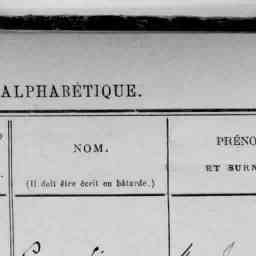 ALPHABÉTIQUE.
NOM.
(Il doit être écrit en bâtarde.)
PRÉNO
ET SURN